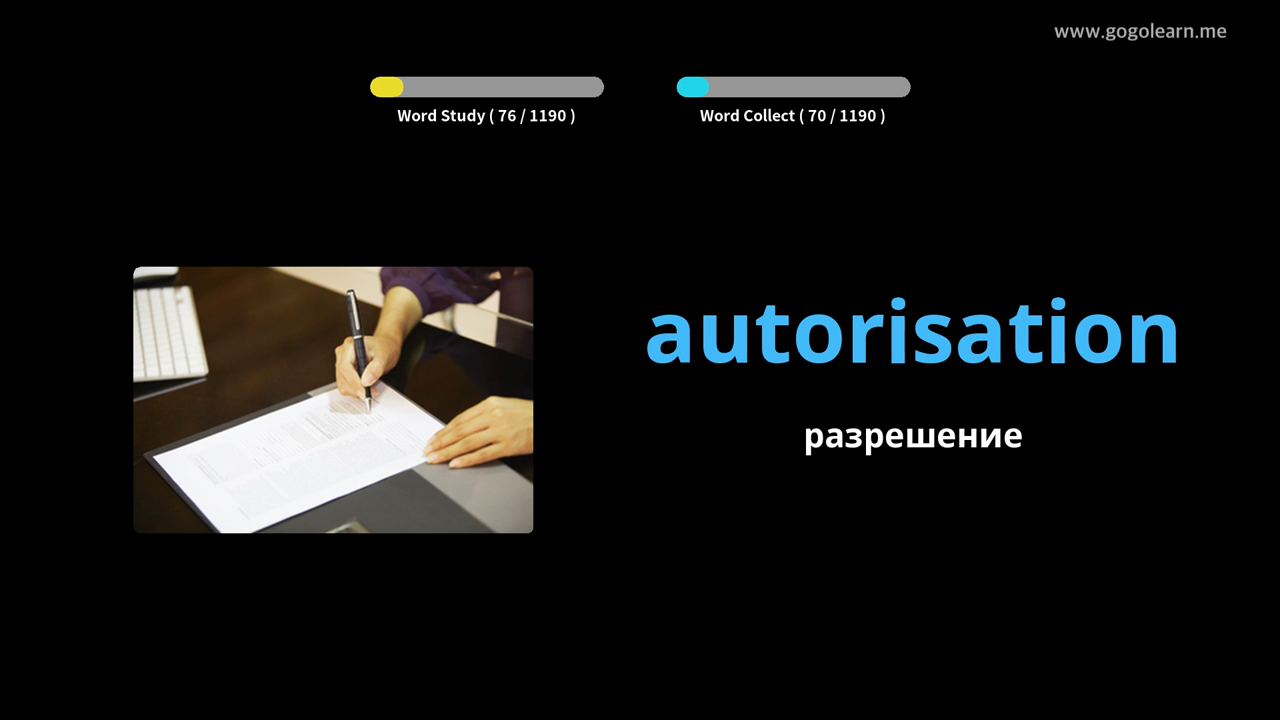 www.gogolearn.me
Word Study ( 76 / 1190 )
Word Collect ( 70 / 1190 )
autorisation
разрешение